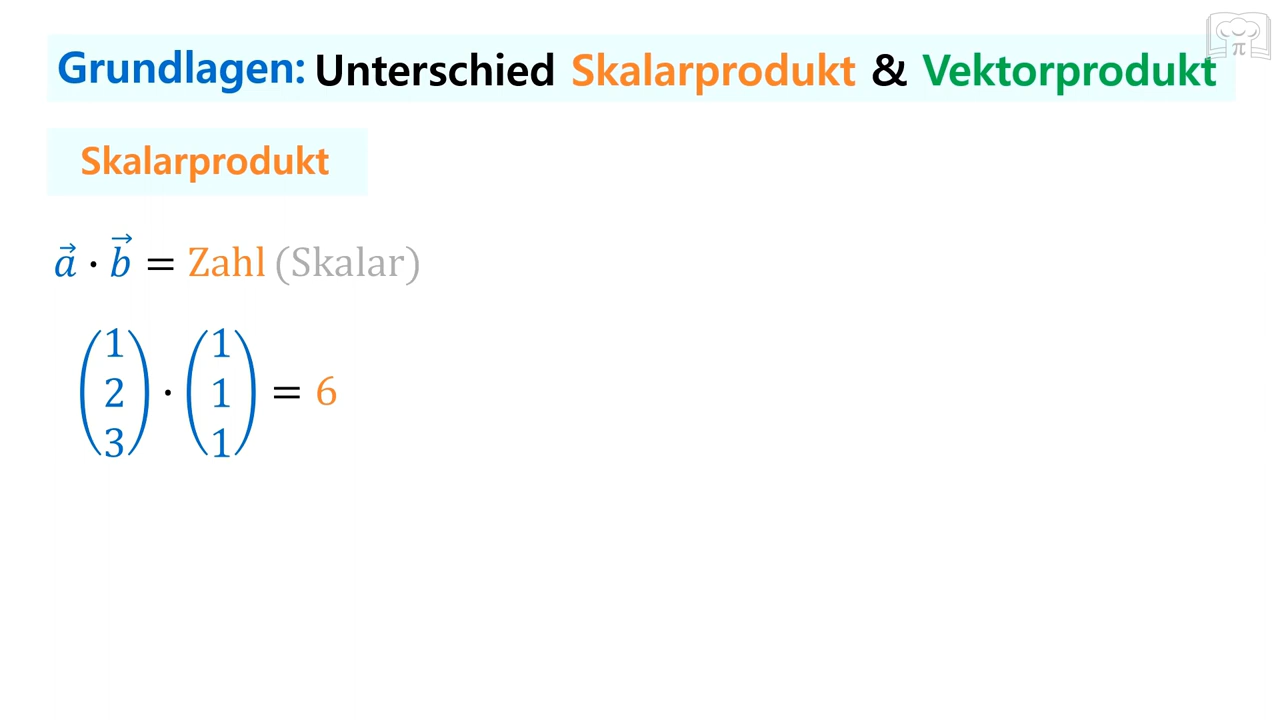 Grundlagen: Unterschied Skalarprodukt & Vektorprodukt
π
Skalarprodukt
a⃗ · b⃗ = Zahl (Skalar)
(1 2 3) · (1 1 1) = 6